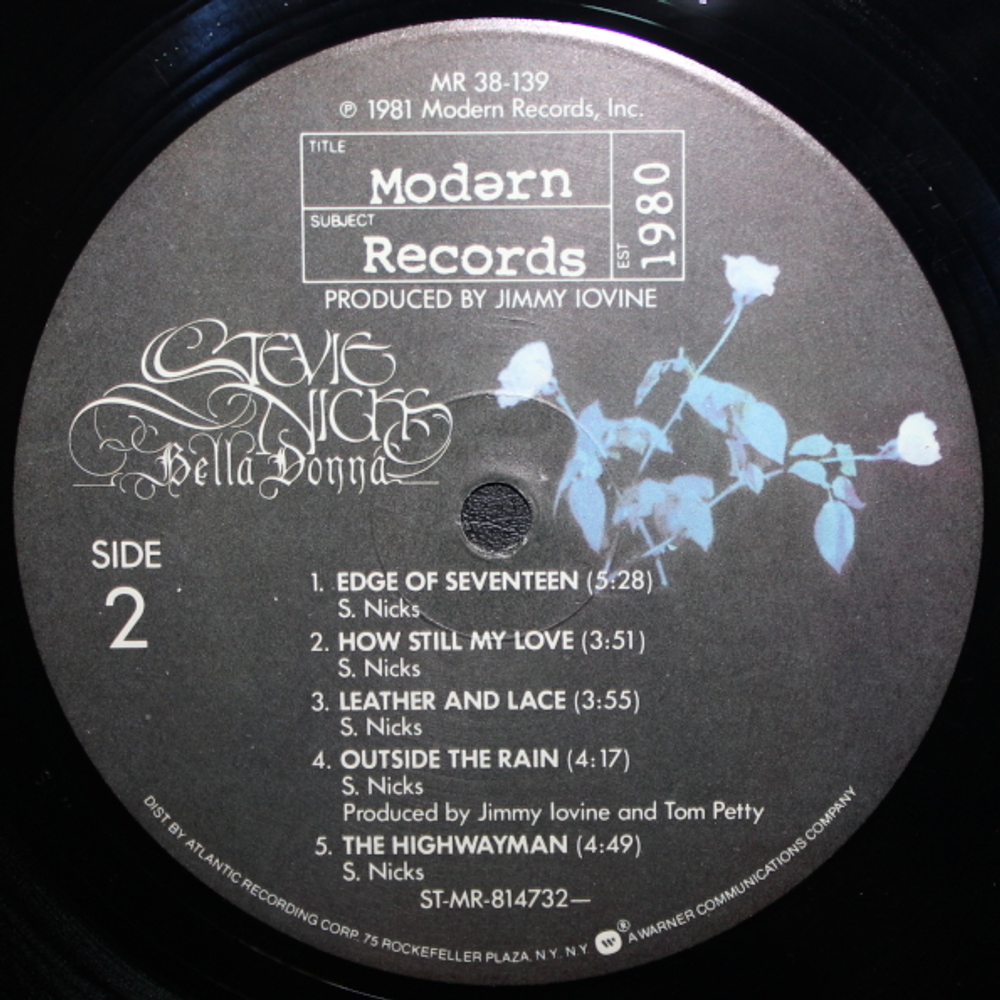 MR 38-139
℗ 1981 Modern Records, Inc.
TITLE
Modərn
SUBJECT
Records
EST 1980
PRODUCED BY JIMMY IOVINE
STEVIE
NICKS
Bella Donna
SIDE
2
1. EDGE OF SEVENTEEN (5:28)
S. Nicks
2. HOW STILL MY LOVE (3:51)
S. Nicks
3. LEATHER AND LACE (3:55)
S. Nicks
4. OUTSIDE THE RAIN (4:17)
S. Nicks
Produced by Jimmy Iovine and Tom Petty
5. THE HIGHWAYMAN (4:49)
S. Nicks
ST-MR-814732—
DIST. BY ATLANTIC RECORDING CORP. 75 ROCKEFELLER PLAZA. N.Y. N.Y. ® A WARNER COMMUNICATIONS COMPANY